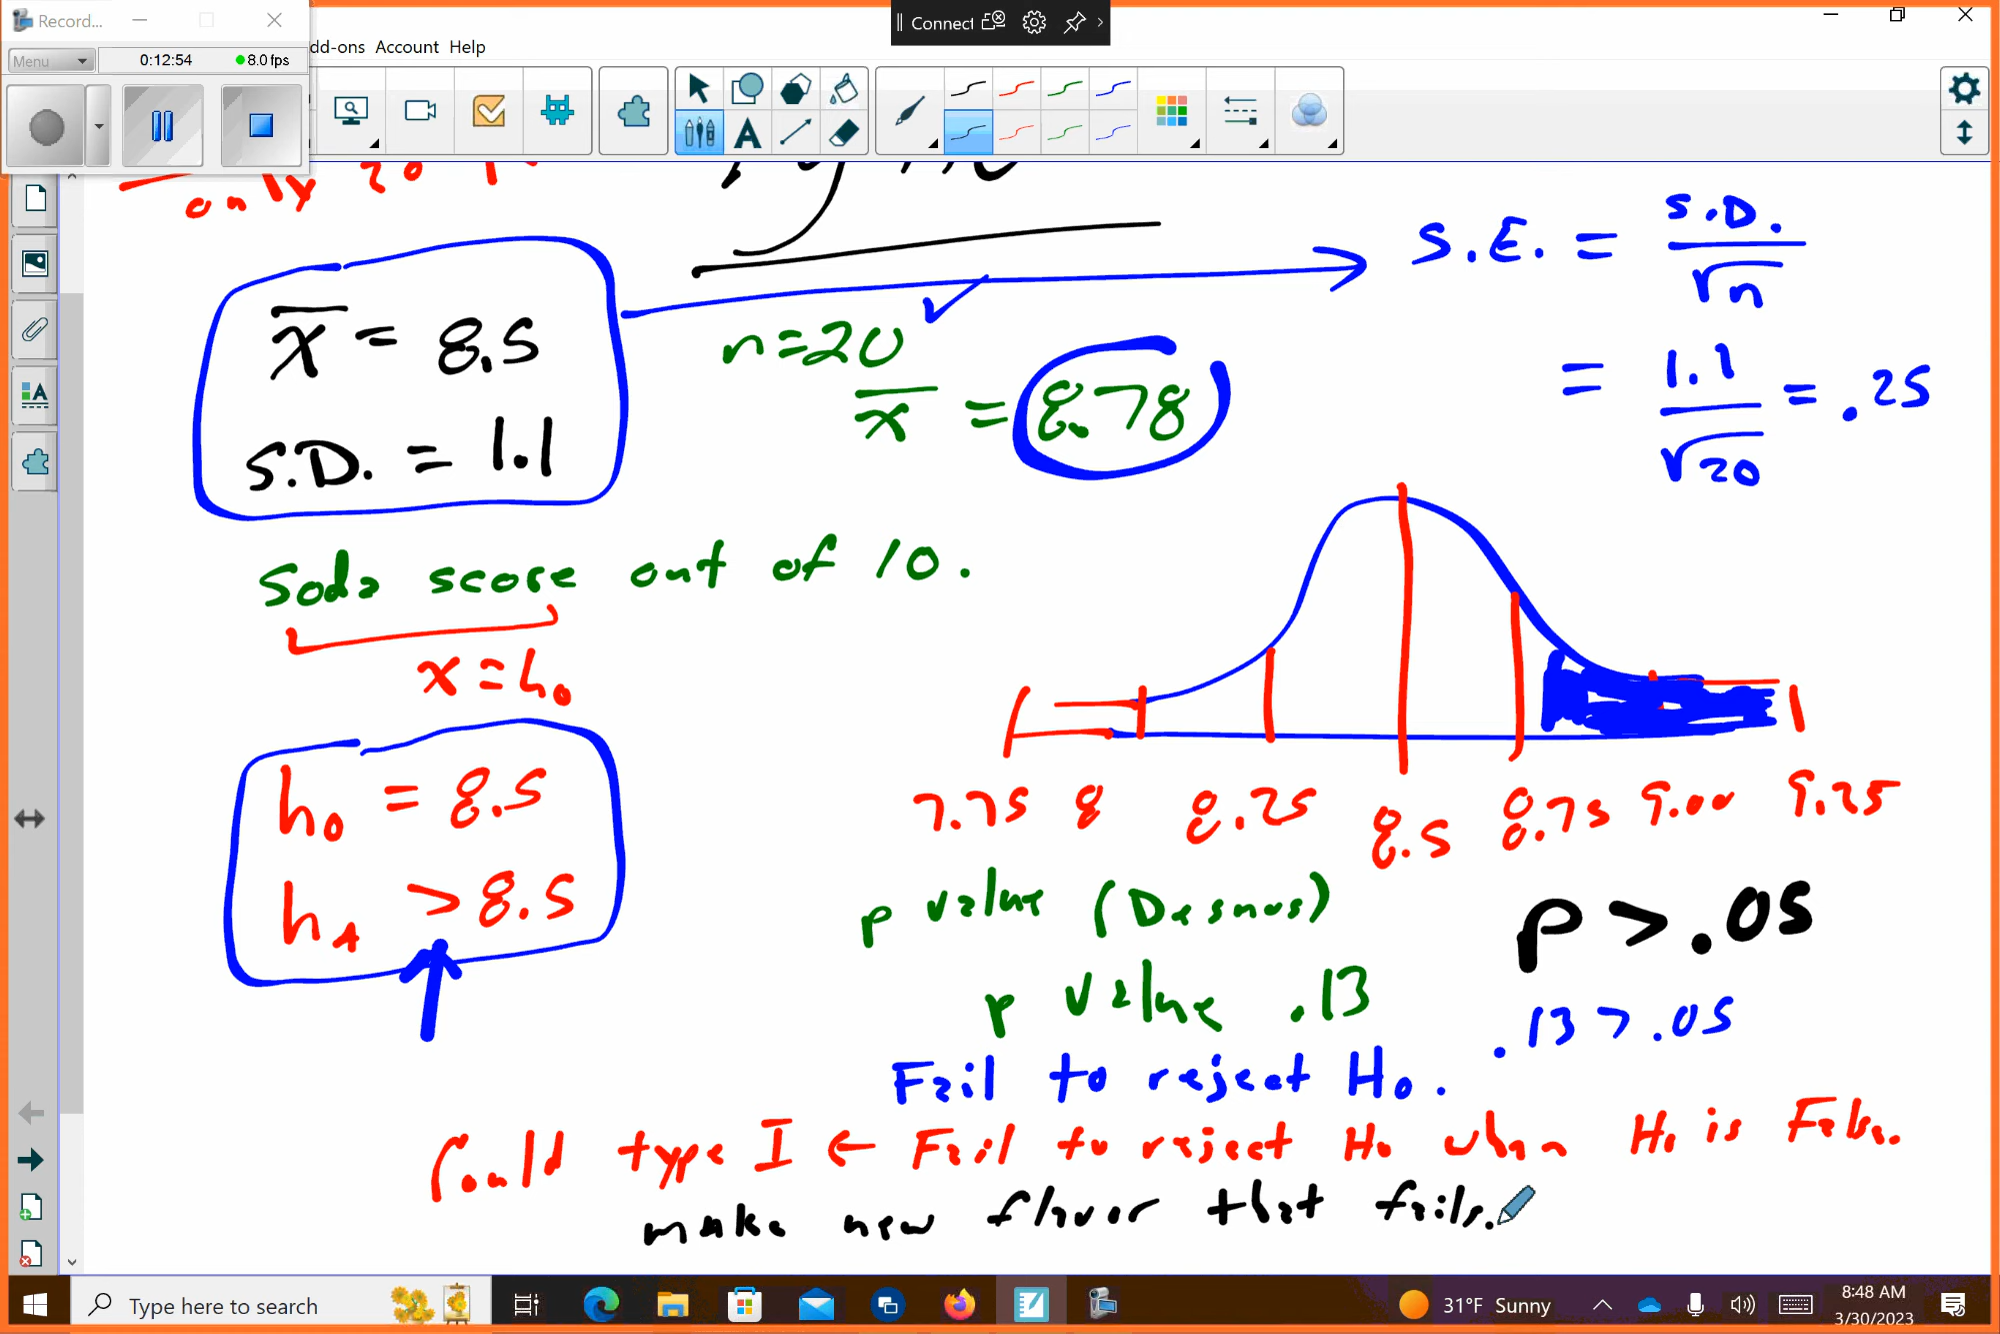 Record...
Connect
dd-ons Account Help
Menu
0:12:54
8.0 fps
only 20
S.E. = S.D. / √n
x̄ = 8.5
S.D. = 1.1
n=20
x̄ = 8.78
= 1.1 / √20 = .25
Soda score out of 10.
x = h₀
h₀ = 8.5
hA > 8.5
7.75 8 8.25 8.5 8.75 9.00 9.25
p value (Desmos)
p > .05
p value .13
.13 > .05
Fail to reject Ho.
Could type I ← Fail to reject Ho when Ho is False.
make new flavor that fails.
Type here to search
31°F Sunny
8:48 AM
3/30/2023